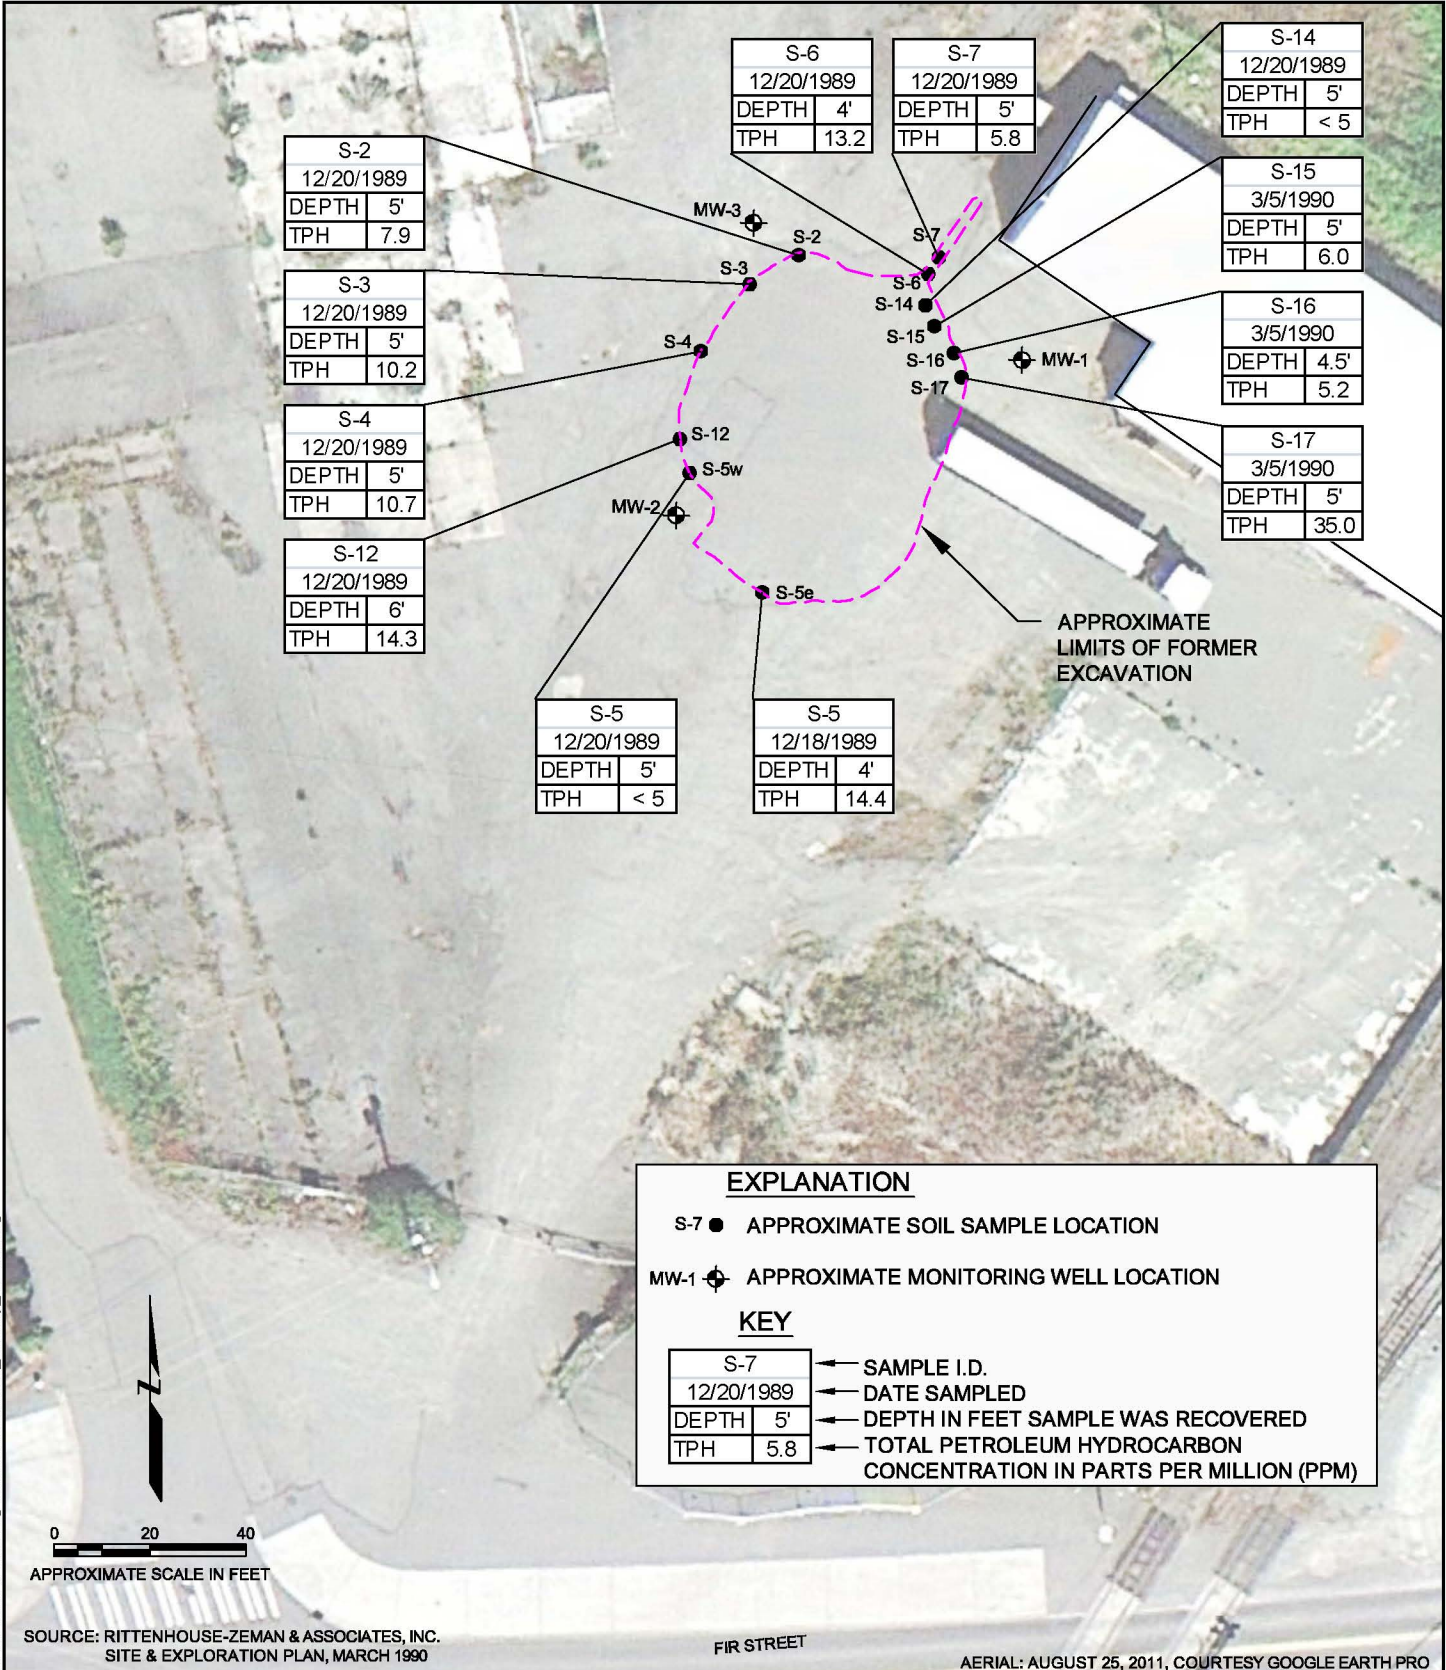 S-6
12/20/1989
DEPTH 4'
TPH 13.2
S-7
12/20/1989
DEPTH 5'
TPH 5.8
S-14
12/20/1989
DEPTH 5'
TPH < 5
S-2
12/20/1989
DEPTH 5'
TPH 7.9
S-15
3/5/1990
DEPTH 5'
TPH 6.0
S-3
12/20/1989
DEPTH 5'
TPH 10.2
S-16
3/5/1990
DEPTH 4.5'
TPH 5.2
S-4
12/20/1989
DEPTH 5'
TPH 10.7
S-17
3/5/1990
DEPTH 5'
TPH 35.0
S-12
12/20/1989
DEPTH 6'
TPH 14.3
MW-3
S-2
S-7
S-3
S-6
S-14
S-15
S-4
S-16
MW-1
S-17
S-12
S-5w
MW-2
S-5e
APPROXIMATE
LIMITS OF FORMER
EXCAVATION
S-5
12/20/1989
DEPTH 5'
TPH < 5
S-5
12/18/1989
DEPTH 4'
TPH 14.4
EXPLANATION
S-7 APPROXIMATE SOIL SAMPLE LOCATION
MW-1 APPROXIMATE MONITORING WELL LOCATION
KEY
S-7 SAMPLE I.D.
12/20/1989 DATE SAMPLED
DEPTH 5' DEPTH IN FEET SAMPLE WAS RECOVERED
TPH 5.8 TOTAL PETROLEUM HYDROCARBON
CONCENTRATION IN PARTS PER MILLION (PPM)
N
0 20 40
APPROXIMATE SCALE IN FEET
SOURCE: RITTENHOUSE-ZEMAN & ASSOCIATES, INC.
SITE & EXPLORATION PLAN, MARCH 1990
FIR STREET
AERIAL: AUGUST 25, 2011, COURTESY GOOGLE EARTH PRO